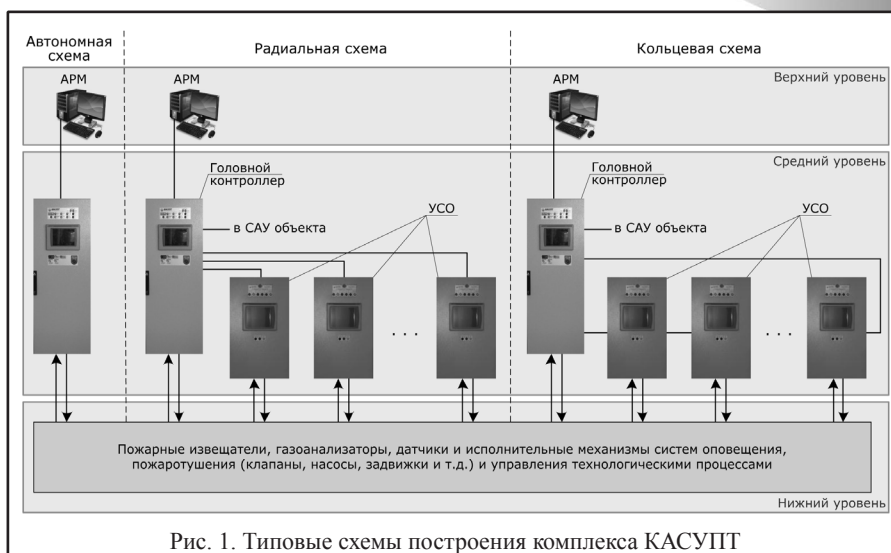 Автономная
схема
Радиальная схема
Кольцевая схема
Верхний уровень
АРМ
АРМ
АРМ
Средний уровень
Головной
контроллер
УСО
в САУ объекта
Головной
контроллер
УСО
в САУ объекта
. . .
. . .
Пожарные извещатели, газоанализаторы, датчики и исполнительные механизмы систем оповещения,
пожаротушения (клапаны, насосы, задвижки и т.д.) и управления технологическими процессами
Нижний уровень
Рис. 1. Типовые схемы построения комплекса КАСУПТ